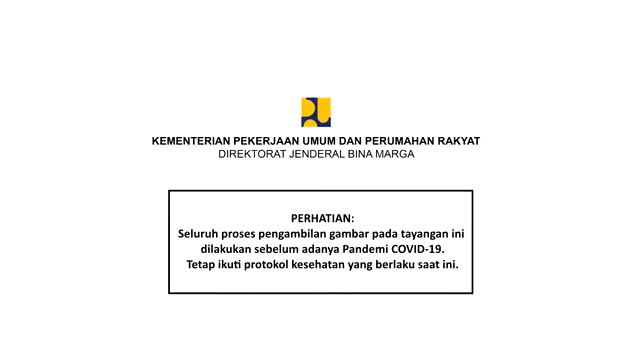 KEMENTERIAN PEKERJAAN UMUM DAN PERUMAHAN RAKYAT
DIREKTORAT JENDERAL BINA MARGA
PERHATIAN:
Seluruh proses pengambilan gambar pada tayangan ini
dilakukan sebelum adanya Pandemi COVID-19.
Tetap ikuti protokol kesehatan yang berlaku saat ini.